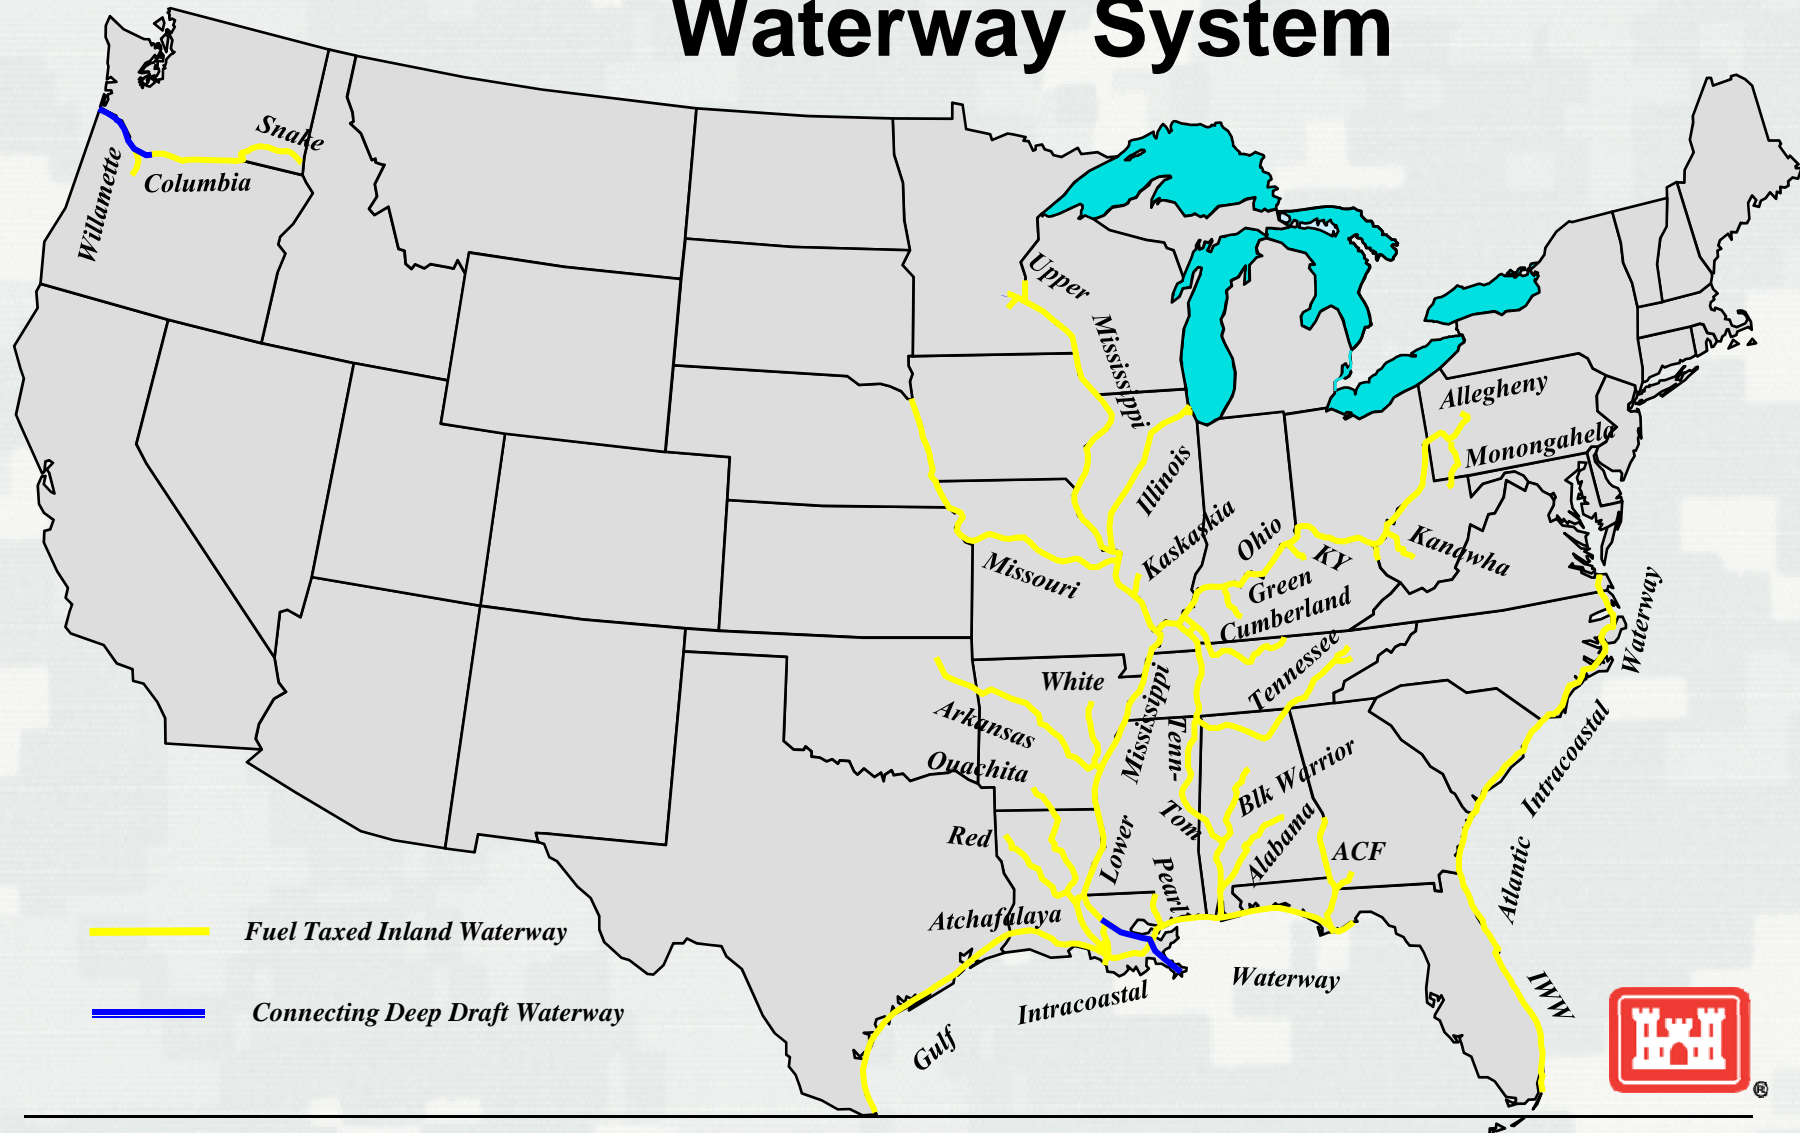 Waterway System
Snake
Willamette
Columbia
Upper
Mississippi
Allegheny
Monongahela
Illinois
Kaskaskia
Ohio
KY
Kanawha
Missouri
Green
Cumberland
Tennessee
Waterway
White
Mississippi
Arkansas
Tenn-
Tom
Ouachita
Blk Warrior
Intracoastal
Red
Lower
Alabama
ACF
Pearl
Atlantic
Atchafalaya
Fuel Taxed Inland Waterway
Waterway
IWW
Intracoastal
Connecting Deep Draft Waterway
Gulf
®